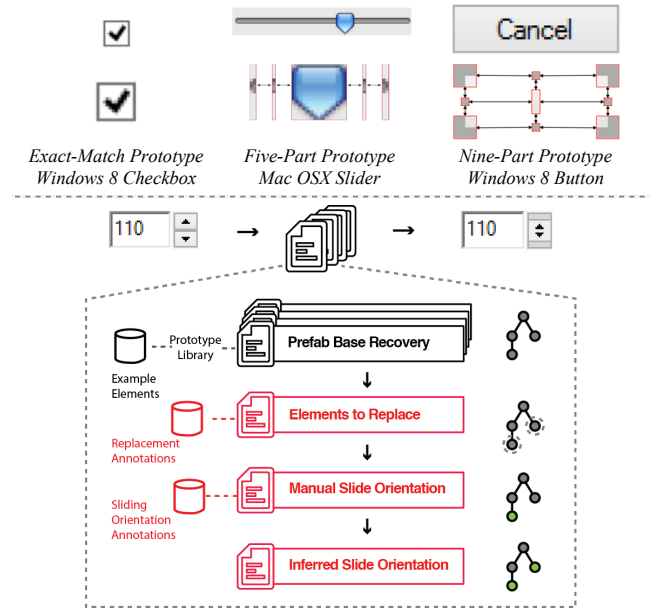 Cancel
Exact-Match Prototype
Windows 8 Checkbox
Five-Part Prototype
Mac OSX Slider
Nine-Part Prototype
Windows 8 Button
110
110
Prototype
Library
Prefab Base Recovery
Example
Elements
Elements to Replace
Replacement
Annotations
Manual Slide Orientation
Sliding
Orientation
Annotations
Inferred Slide Orientation